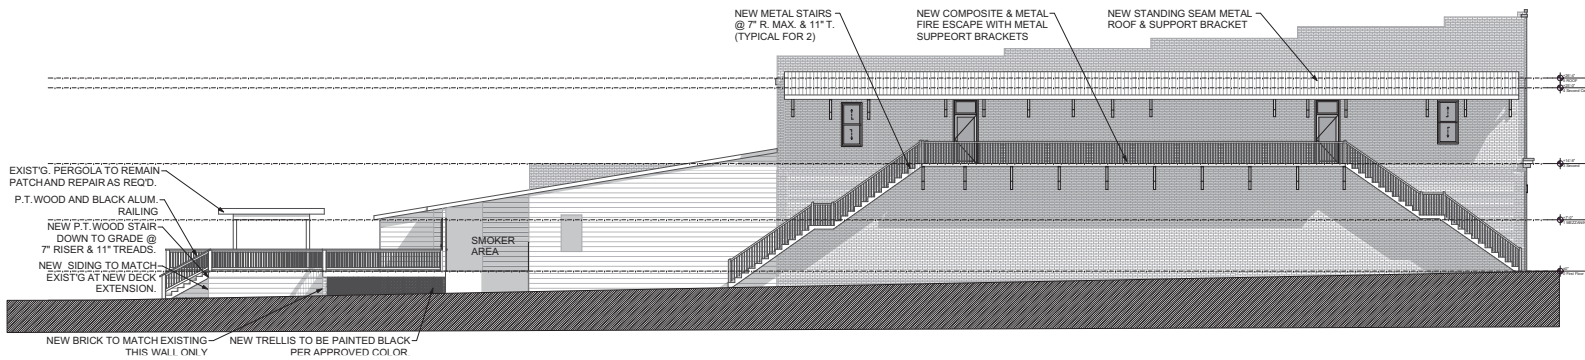 NEW METAL STAIRS
@ 7" R. MAX. & 11" T.
(TYPICAL FOR 2)
NEW COMPOSITE & METAL
FIRE ESCAPE WITH METAL
SUPPEORT BRACKETS
NEW STANDING SEAM METAL
ROOF & SUPPORT BRACKET
EXIST'G. PERGOLA TO REMAIN
PATCH AND REPAIR AS REQ'D.
P.T. WOOD AND BLACK ALUM.
RAILING
NEW P.T. WOOD STAIR
DOWN TO GRADE @
7" RISER & 11" TREADS.
NEW SIDING TO MATCH
EXIST'G AT NEW DECK
EXTENSION.
SMOKER
AREA
NEW BRICK TO MATCH EXISTING
THIS WALL ONLY
NEW TRELLIS TO BE PAINTED BLACK
PER APPROVED COLOR.